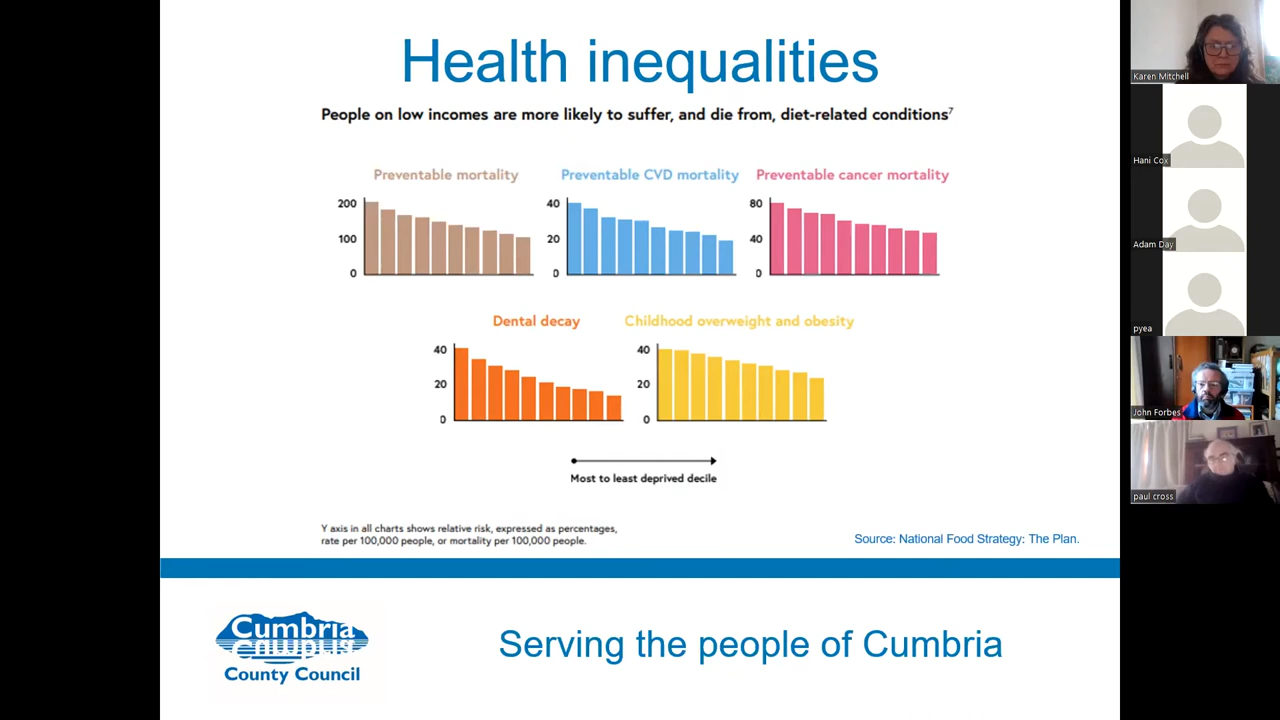 Health inequalities
People on low incomes are more likely to suffer, and die from, diet-related conditions7
Preventable mortality
200
100
0
Preventable CVD mortality
40
20
0
Preventable cancer mortality
80
40
0
Dental decay
40
20
0
Childhood overweight and obesity
40
20
0
Most to least deprived decile
Y axis in all charts shows relative risk, expressed as percentages,
rate per 100,000 people, or mortality per 100,000 people.
Source: National Food Strategy: The Plan.
Cumbria
County Council
Serving the people of Cumbria
Karen Mitchell
Hani Cox
Adam Day
pyea
John Forbes
paul cross